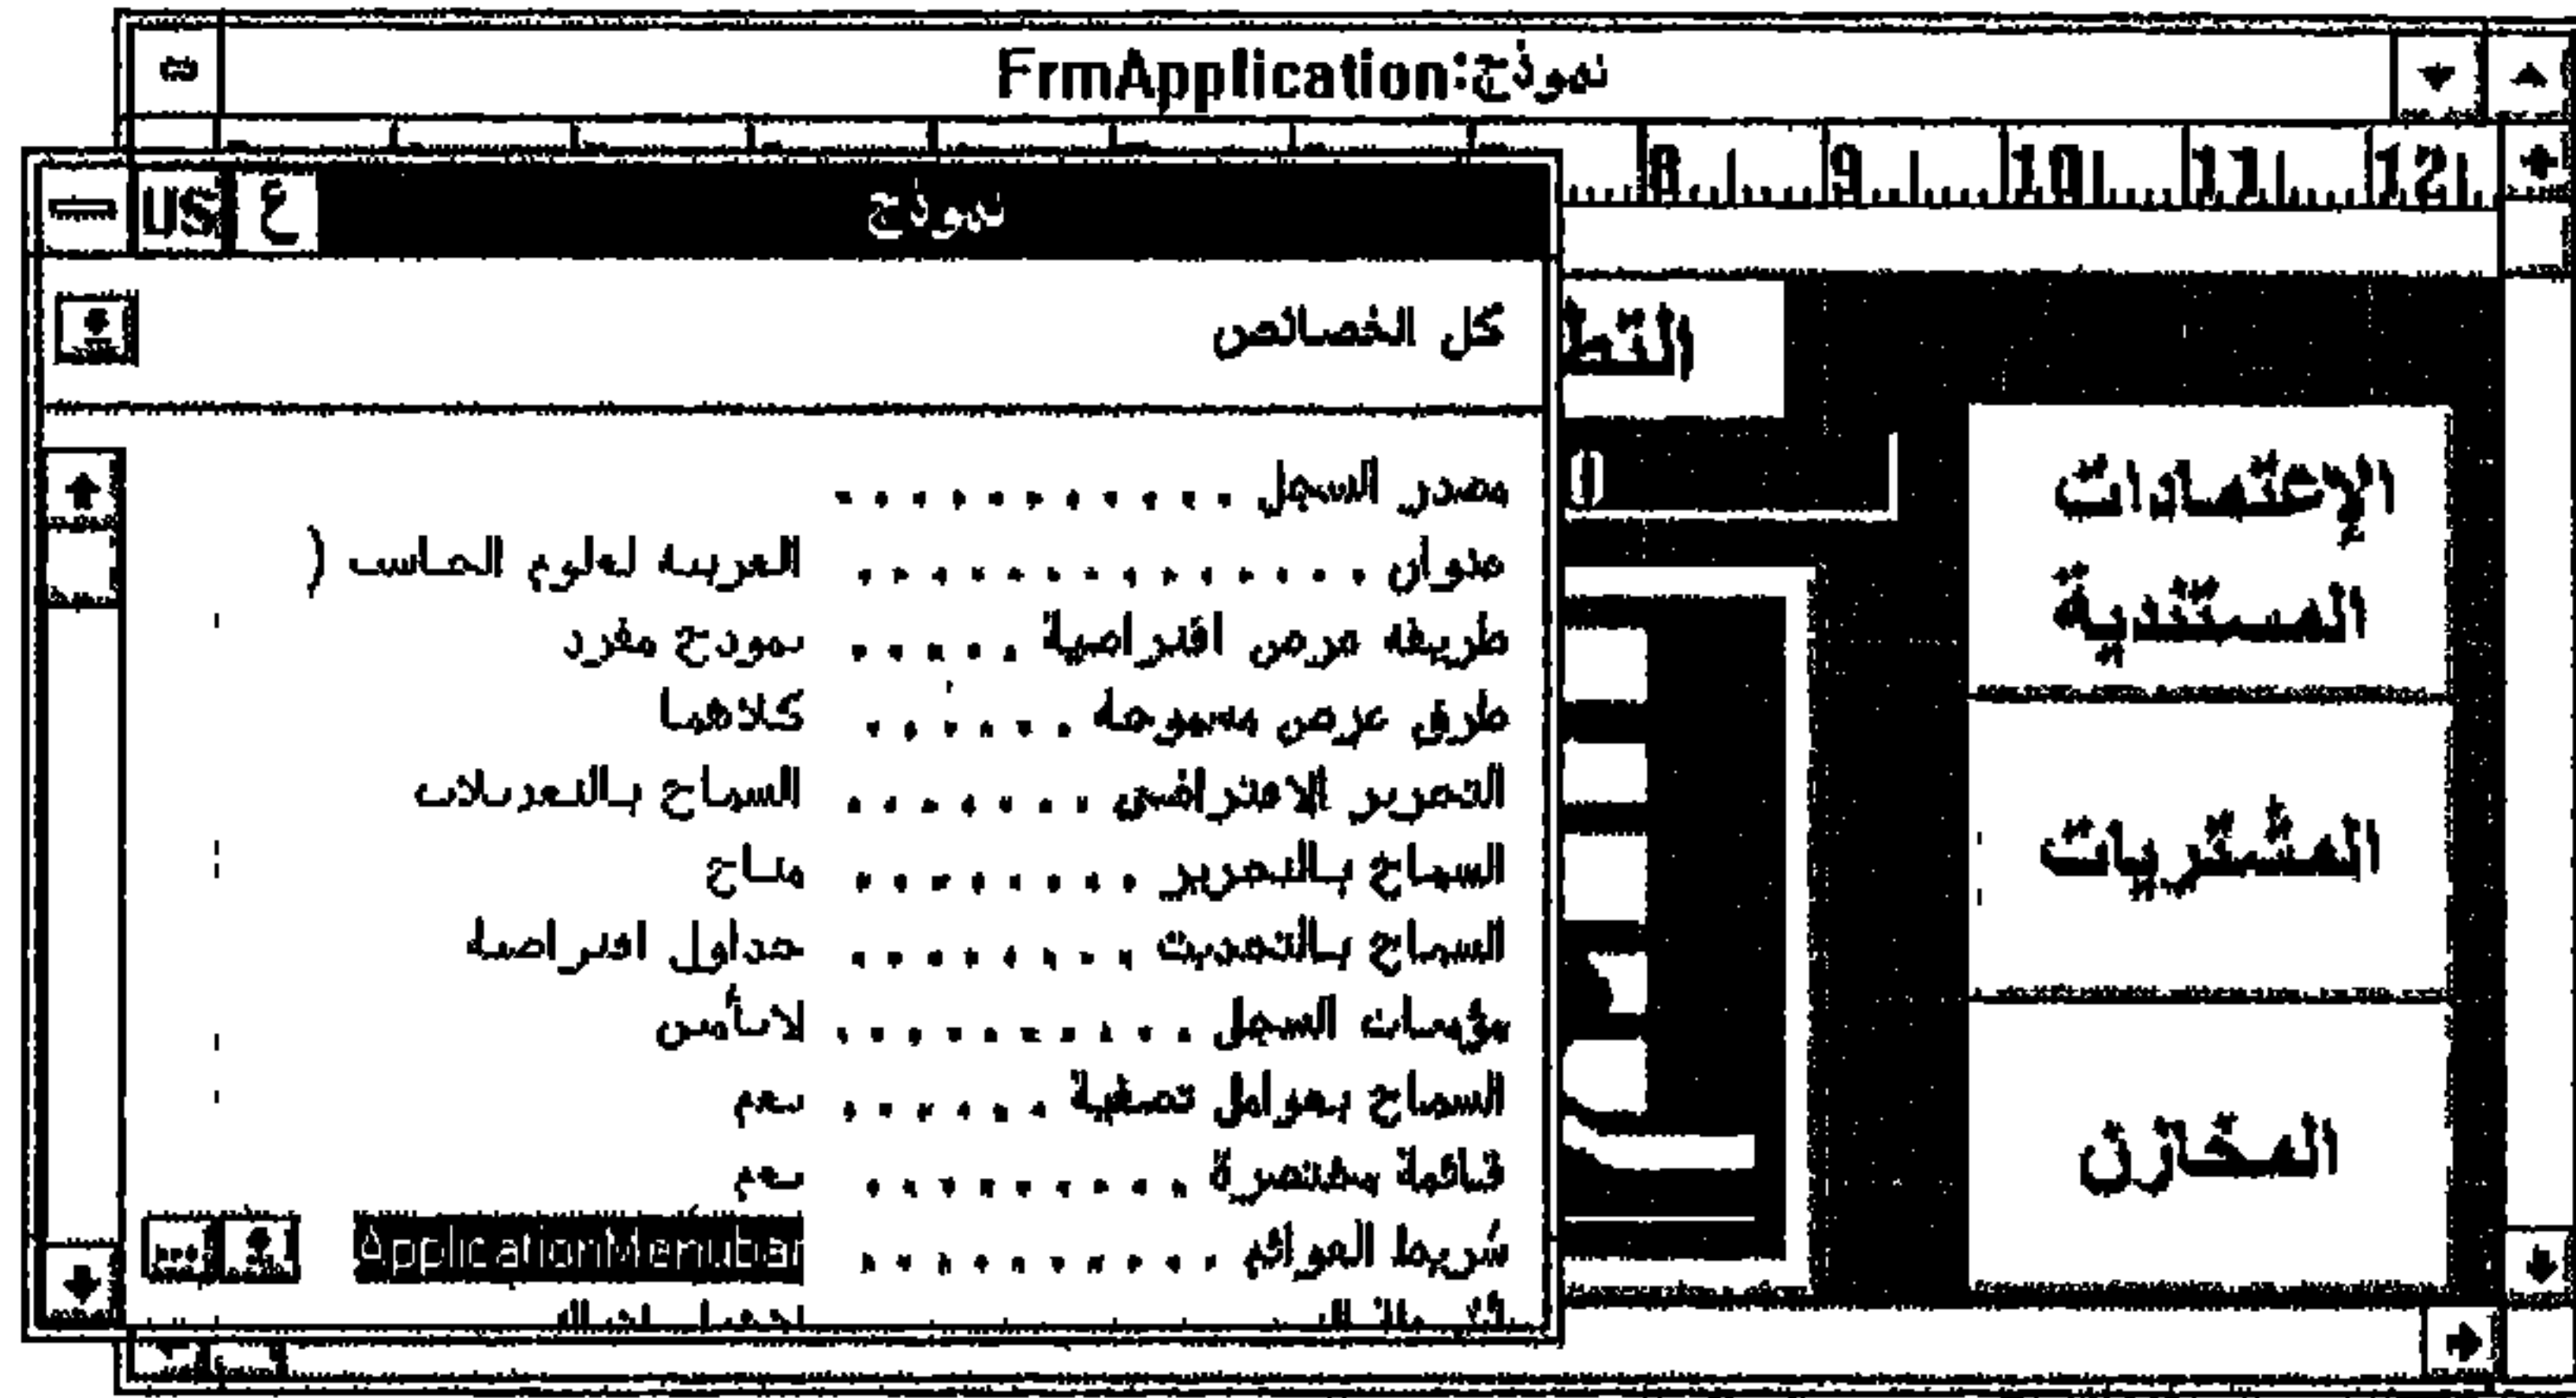 نموذج:FrmApplication
8 9 10 11 12
US ع نموذج
كل الخصائص
مصدر السجل . . . . . . . . . . .
عنوان . . . . . . . . . . . . . . العربية لعلوم الحاسب (
طريقة عرض افتراضية . . . . . نموذج مفرد
طرق عرض مسموحة . . . . . . كلاهما
التحرير الافتراضي . . . . . . . السماح بالتعديلات
السماح بالتحرير . . . . . . . . متاح
السماح بالتحديث . . . . . . . . جداول افتراضية
مؤمنات السجل . . . . . . . . . . لاتأمين
السماح بعوامل تصفية . . . . . . نعم
قائمة مختصرة . . . . . . . . . نعم
شريط القوائم . . . . . . . . . . ApplicationMenubar
الإعتمادات
المستندية
المشتريات
المخازن